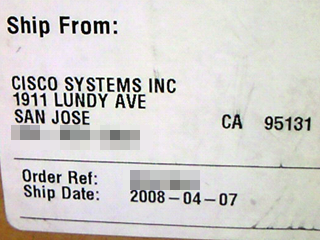 Ship From:
CISCO SYSTEMS INC
1911 LUNDY AVE
SAN JOSE CA 95131
Order Ref:
Ship Date: 2008-04-07